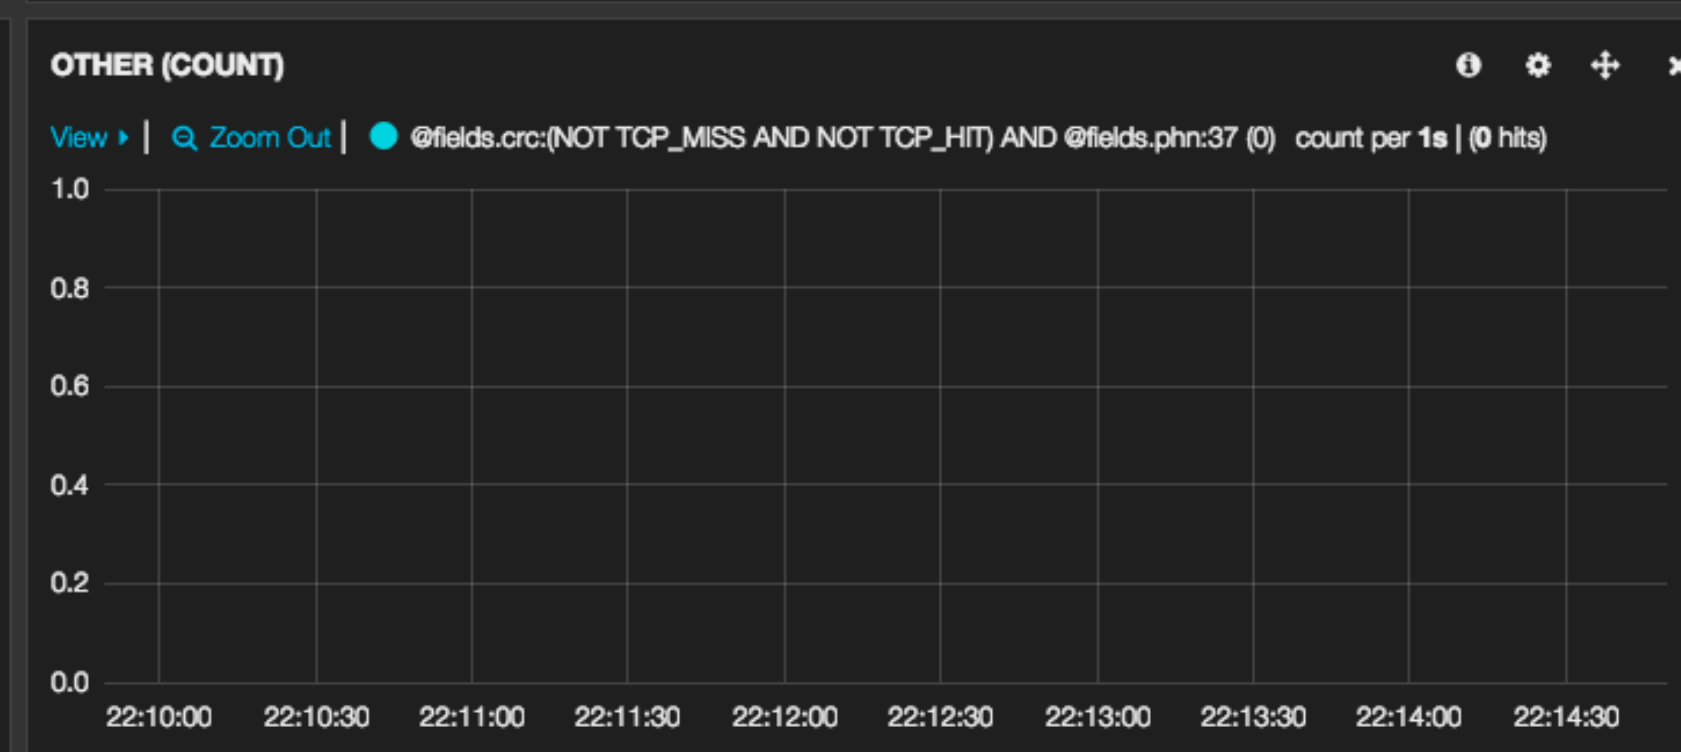 OTHER (COUNT)
View | Zoom Out | @fields.crc:(NOT TCP_MISS AND NOT TCP_HIT) AND @fields.phn:37 (0) count per 1s | (0 hits)
1.0
0.8
0.6
0.4
0.2
0.0
22:10:00 22:10:30 22:11:00 22:11:30 22:12:00 22:12:30 22:13:00 22:13:30 22:14:00 22:14:30